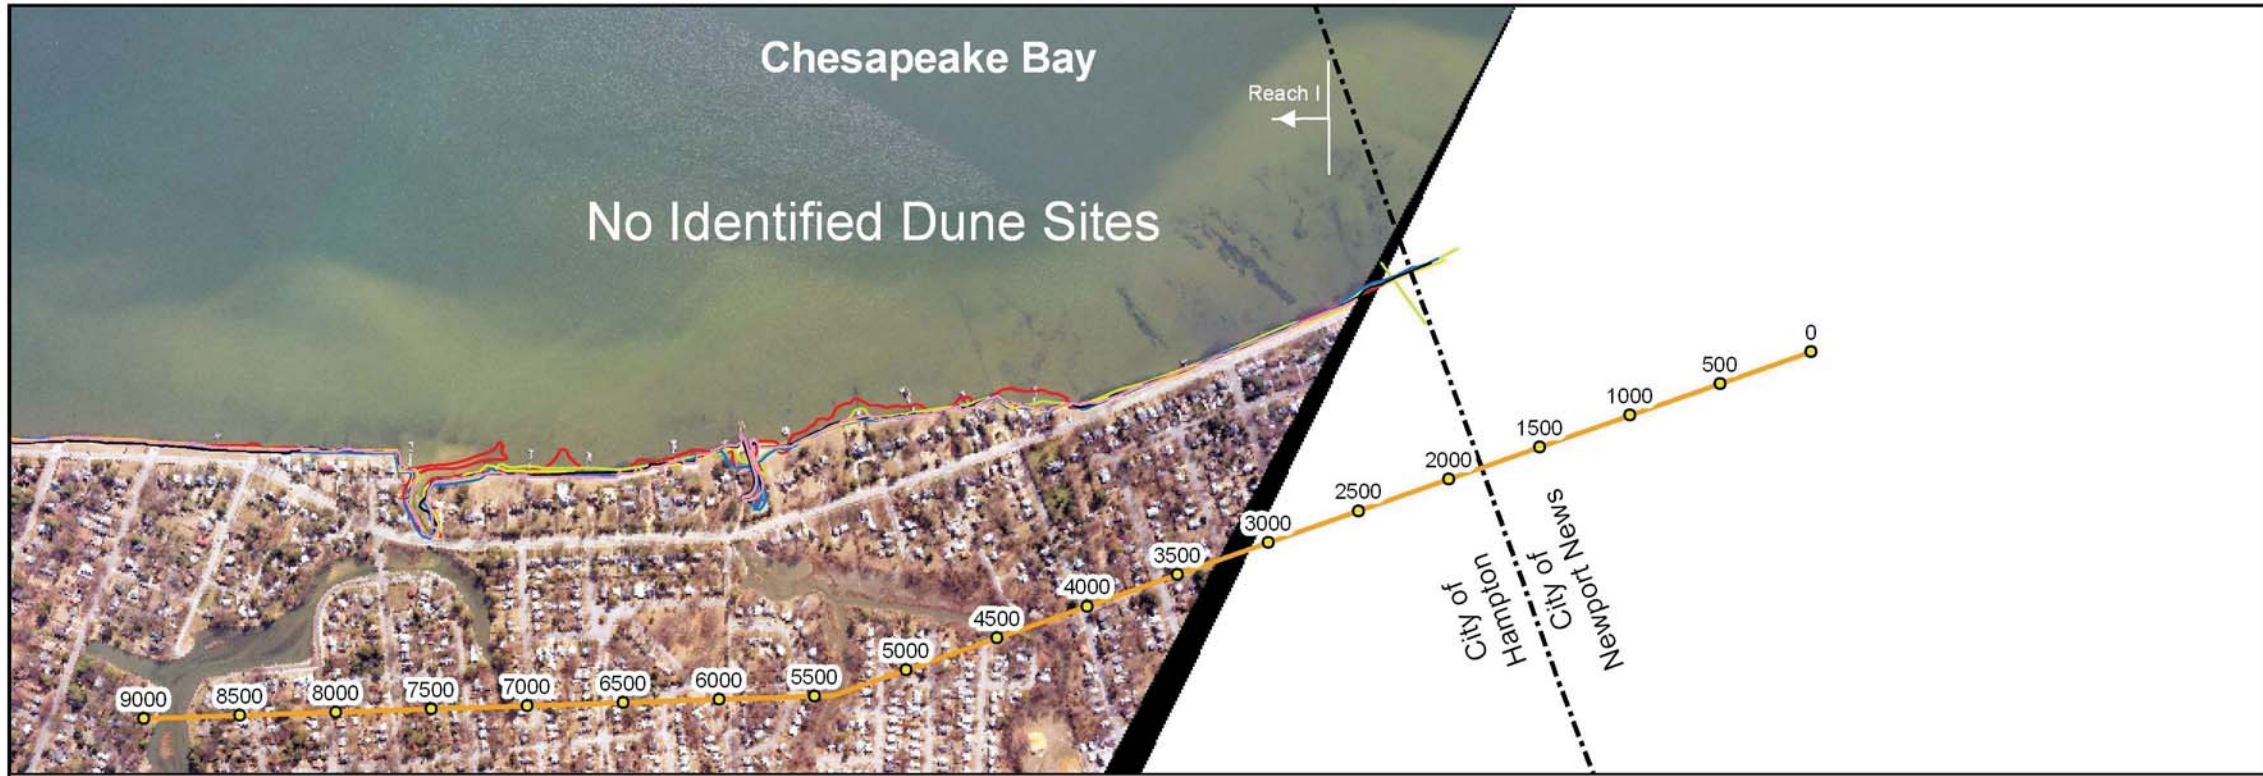 Chesapeake Bay
Reach I
No Identified Dune Sites
0
500
1000
1500
2000
2500
3000
3500
4000
4500
5000
5500
6000
6500
7000
7500
8000
8500
9000
City of
Hampton
City of
Newport News